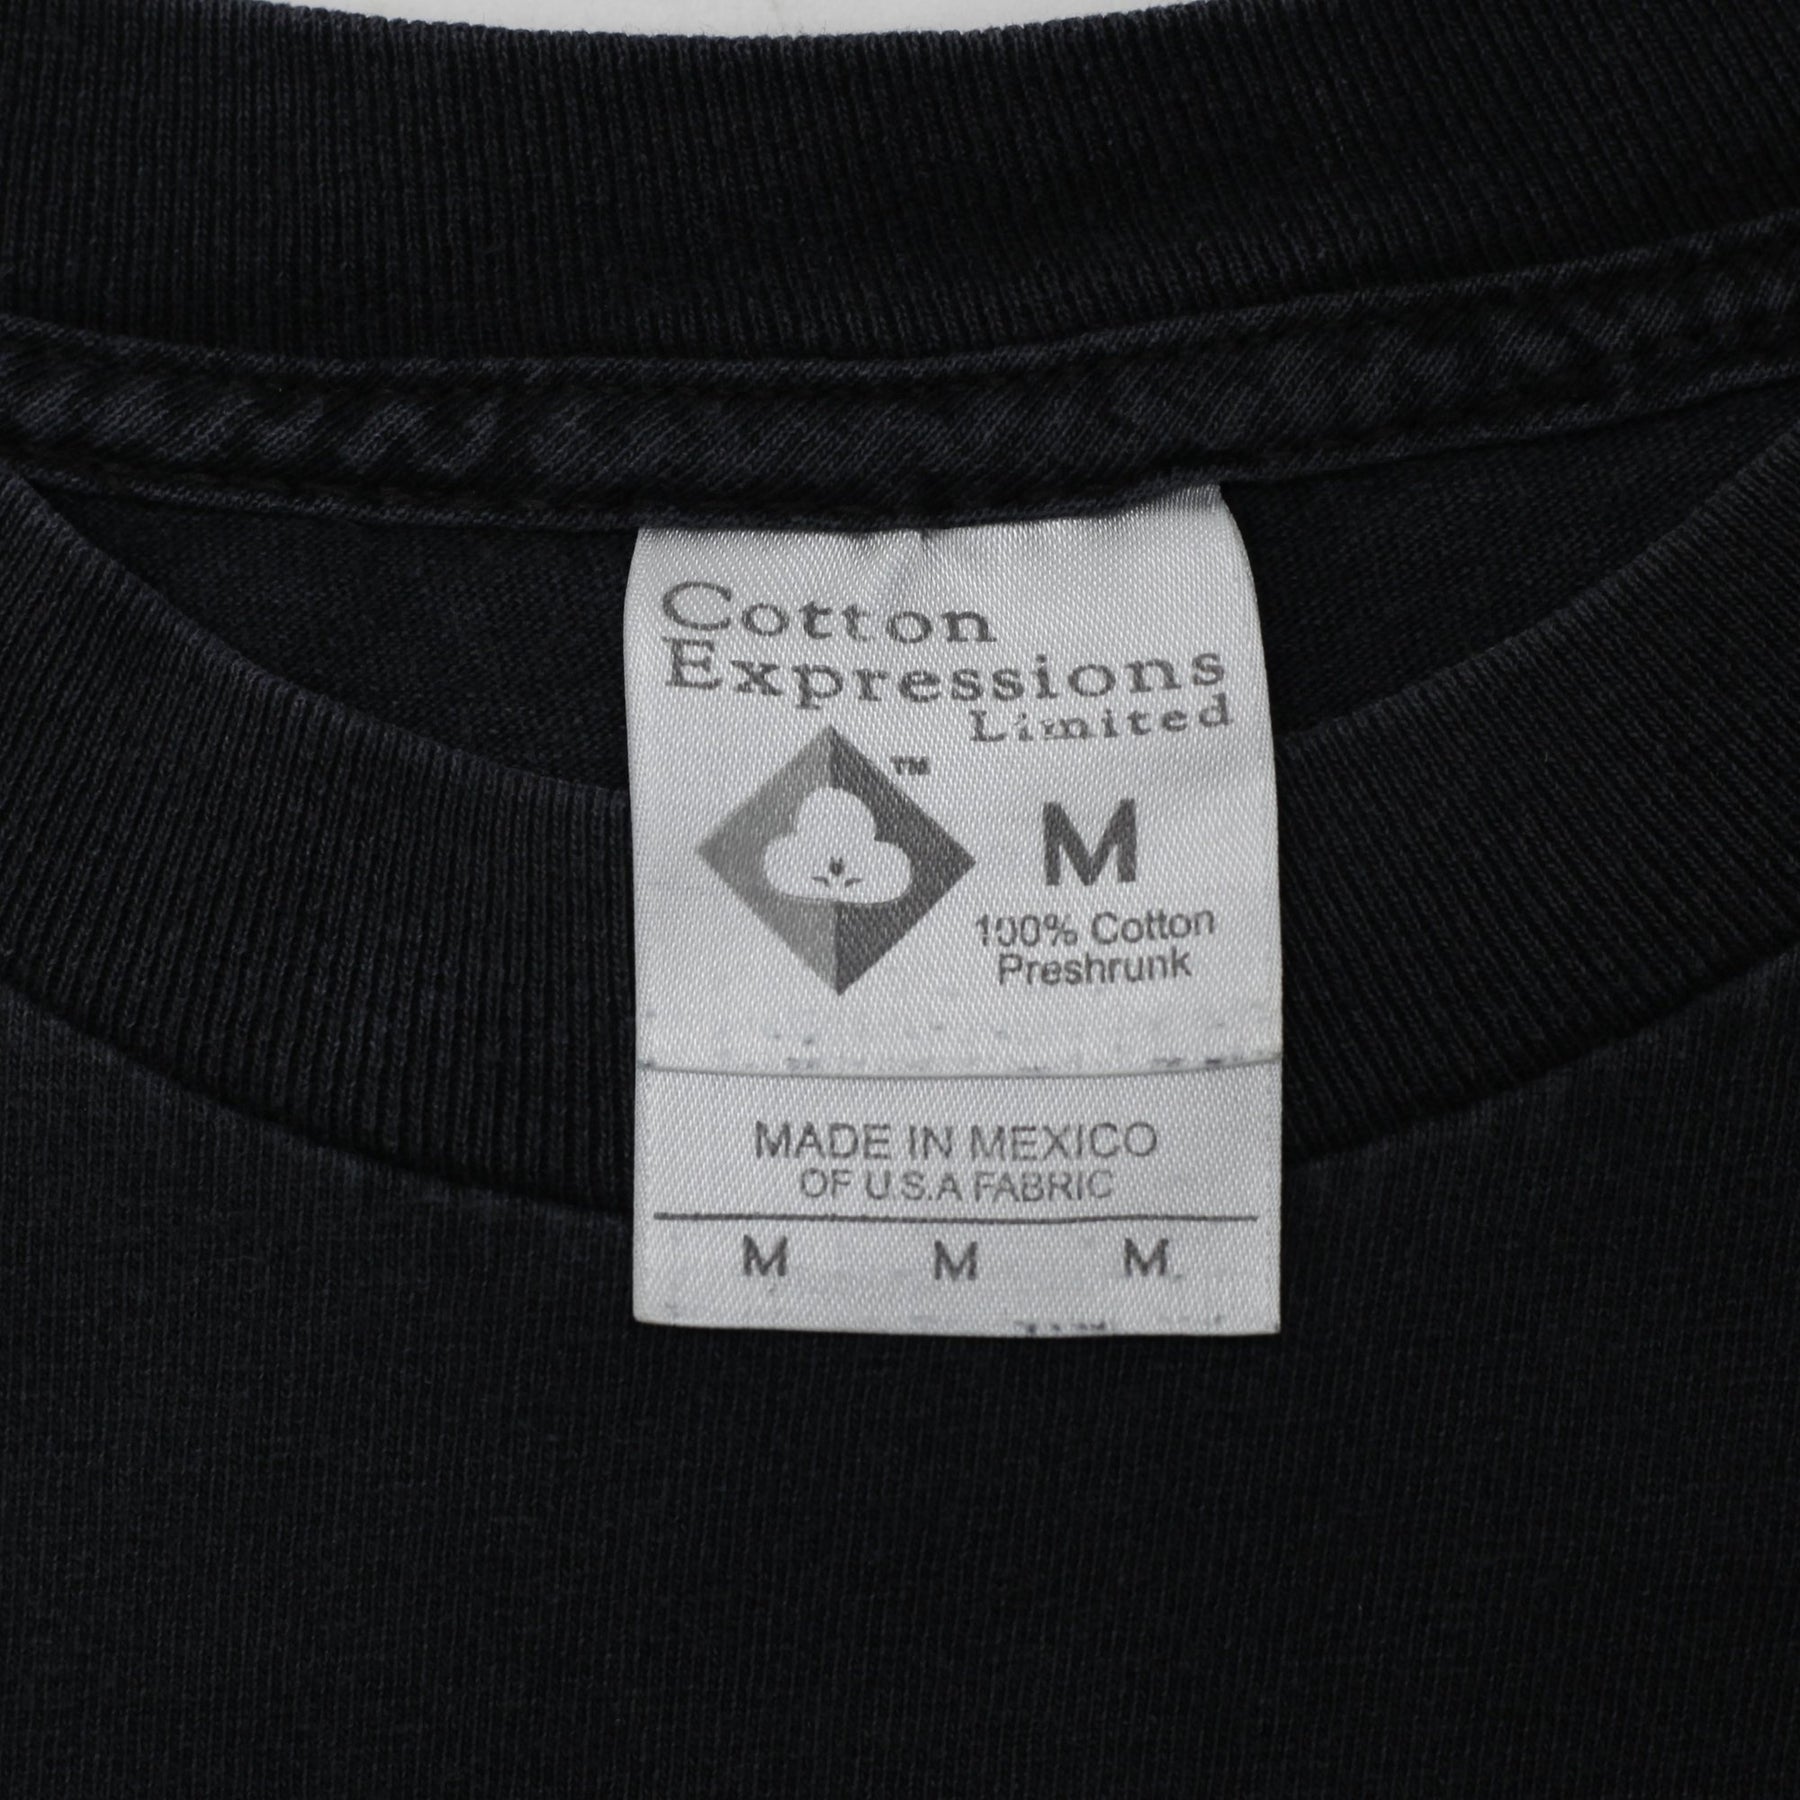 Cotton
Expressions
Limited
™
M
100% Cotton
Preshrunk
MADE IN MEXICO
OF U.S.A FABRIC
M M M